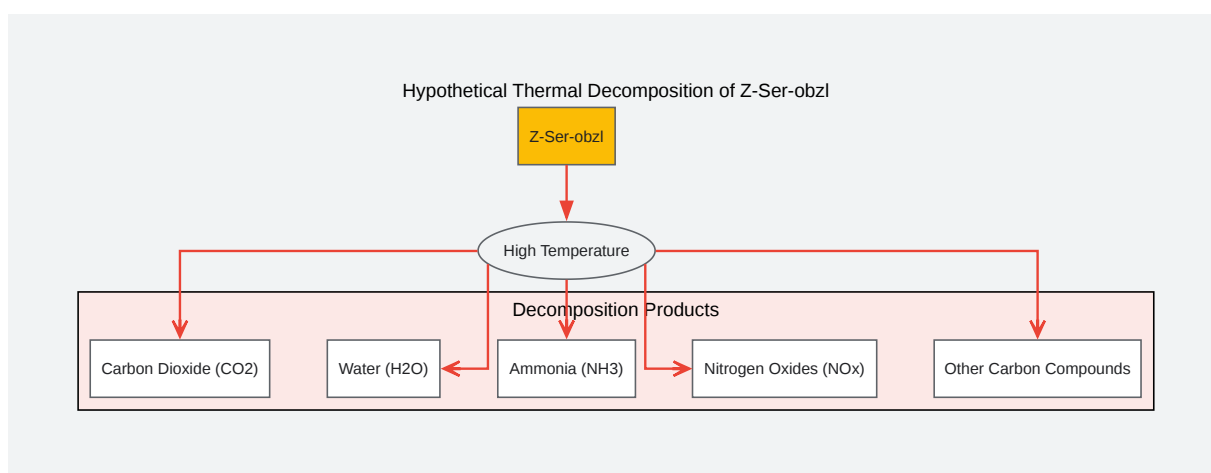 Hypothetical Thermal Decomposition of Z-Ser-obzl
Z-Ser-obzl
High Temperature
Decomposition Products
Carbon Dioxide (CO2)
Water (H2O)
Ammonia (NH3)
Nitrogen Oxides (NOx)
Other Carbon Compounds